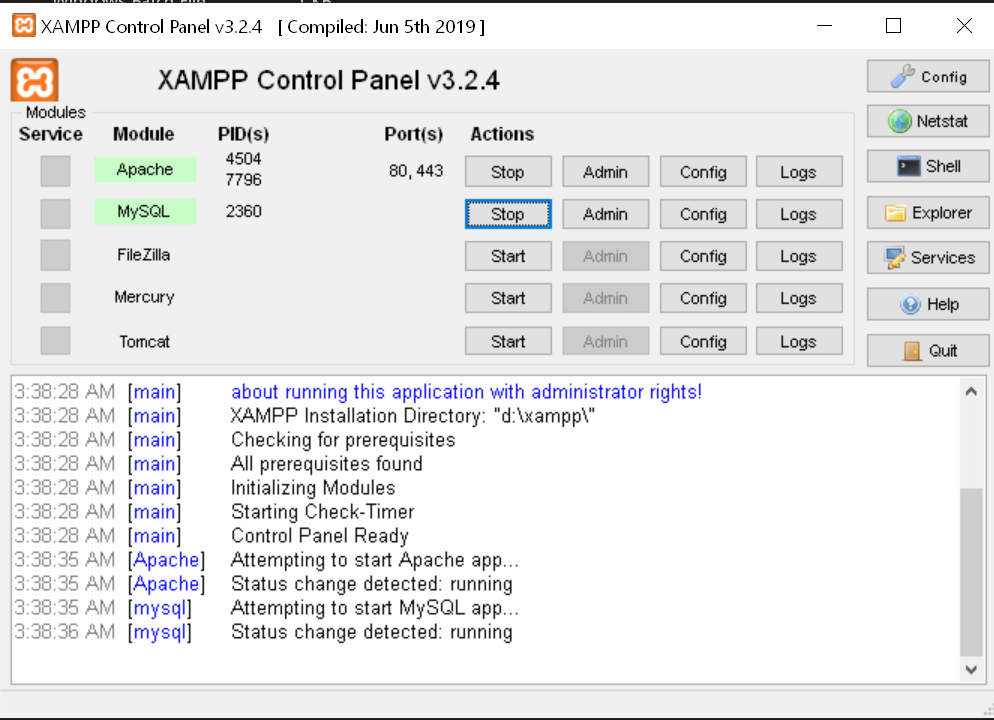 XAMPP Control Panel v3.2.4 [ Compiled: Jun 5th 2019 ]
XAMPP Control Panel v3.2.4
Config
Modules
Service Module PID(s) Port(s) Actions
Netstat
Apache 4504 80, 443 Stop Admin Config Logs
7796
Shell
MySQL 2360 Stop Admin Config Logs
Explorer
FileZilla Start Admin Config Logs
Services
Mercury Start Admin Config Logs
Help
Tomcat Start Admin Config Logs
Quit
3:38:28 AM [main] about running this application with administrator rights!
3:38:28 AM [main] XAMPP Installation Directory: "d:\xampp\"
3:38:28 AM [main] Checking for prerequisites
3:38:28 AM [main] All prerequisites found
3:38:28 AM [main] Initializing Modules
3:38:28 AM [main] Starting Check-Timer
3:38:28 AM [main] Control Panel Ready
3:38:35 AM [Apache] Attempting to start Apache app...
3:38:35 AM [Apache] Status change detected: running
3:38:35 AM [mysql] Attempting to start MySQL app...
3:38:36 AM [mysql] Status change detected: running